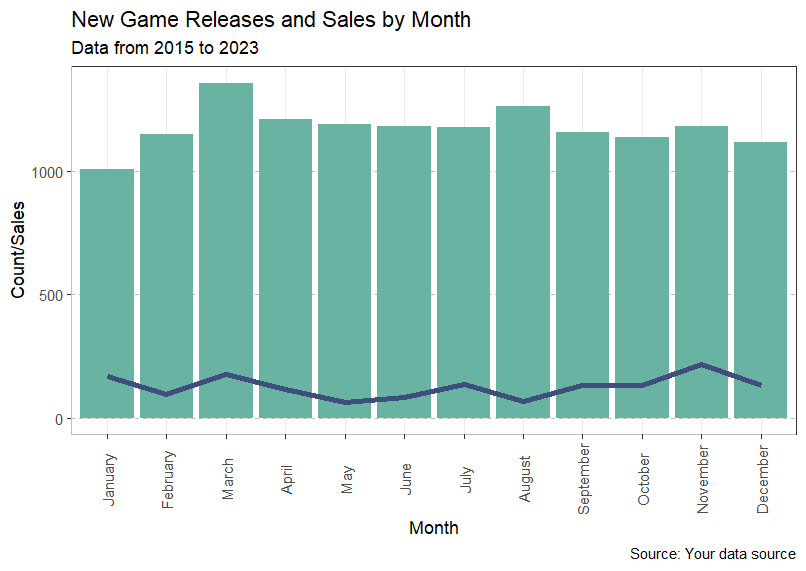 New Game Releases and Sales by Month
Data from 2015 to 2023
Count/Sales
1000
500
0
January
February
March
April
May
June
July
August
September
October
November
December
Month
Source: Your data source